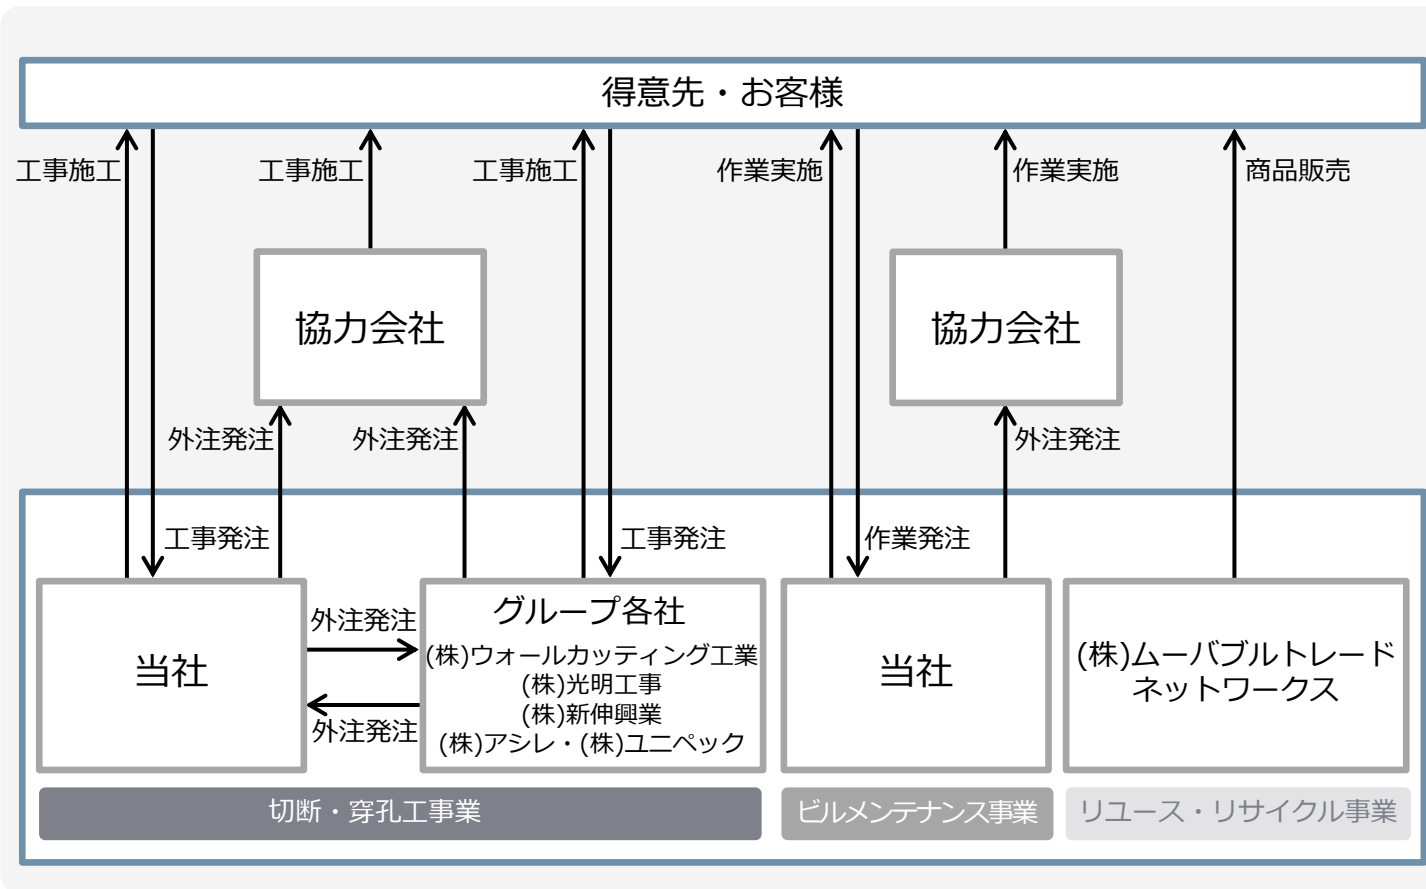 得意先・お客様
工事施工
工事施工
工事施工
作業実施
作業実施
商品販売
協力会社
協力会社
外注発注
外注発注
外注発注
工事発注
工事発注
作業発注
当社
外注発注
外注発注
グループ各社
(株)ウォールカッティング工業
(株)光明工事
(株)新伸興業
(株)アシレ・(株)ユニペック
当社
(株)ムーバブルトレード
ネットワークス
切断・穿孔工事業
ビルメンテナンス事業
リユース・リサイクル事業